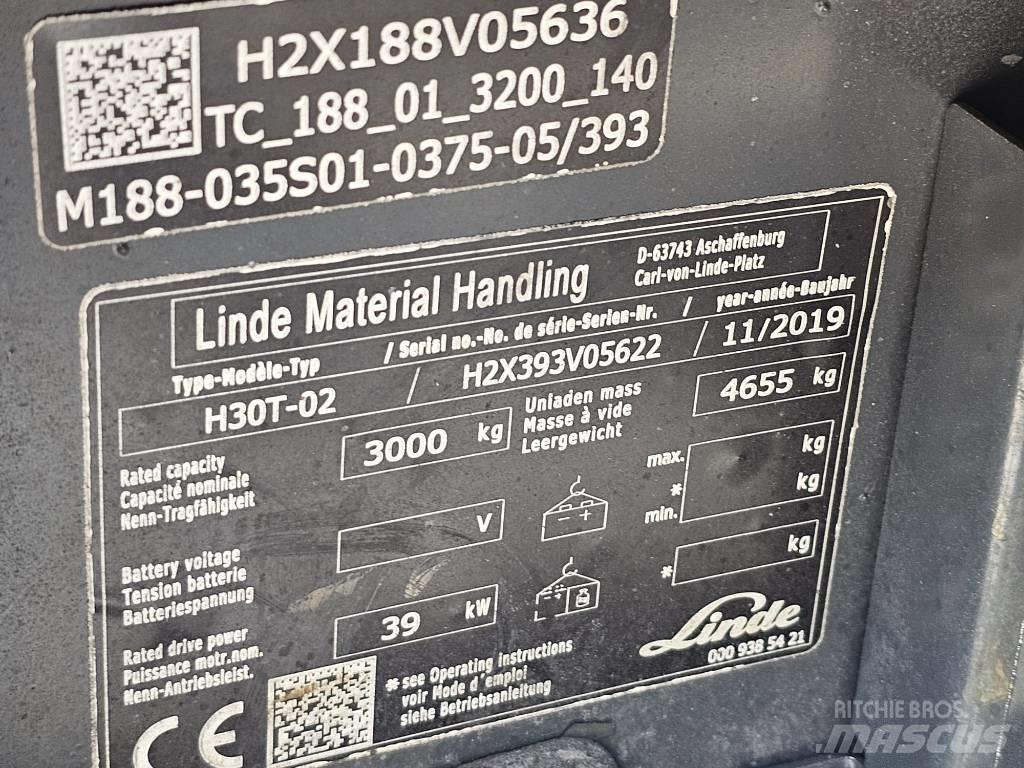 H2X188V05636
TC_188_01_3200_140
M188-035S01-0375-05/393
Linde Material Handling
D-63743 Aschaffenburg
Carl-von-Linde-Platz
Type-Modèle-Typ / Serial no.-No. de série-Serien-Nr. / year-année-Baujahr
H30T-02 / H2X393V05622 / 11/2019
Rated capacity
Capacité nominale
Nenn-Tragfähigkeit
3000 kg
Unladen mass
Masse à vide
Leergewicht
4655 kg
Battery voltage
Tension batterie
Batteriespannung
V
- +
max. kg
*
min. kg
Rated drive power
Puissance motr.nom.
Nenn-Antriebsleist.
39 kW
* kg
CE
* see Operating instructions
voir Mode d'emploi
siehe Betriebsanleitung
Linde
000 938 54 21
RITCHIE BROS.
MASCUS